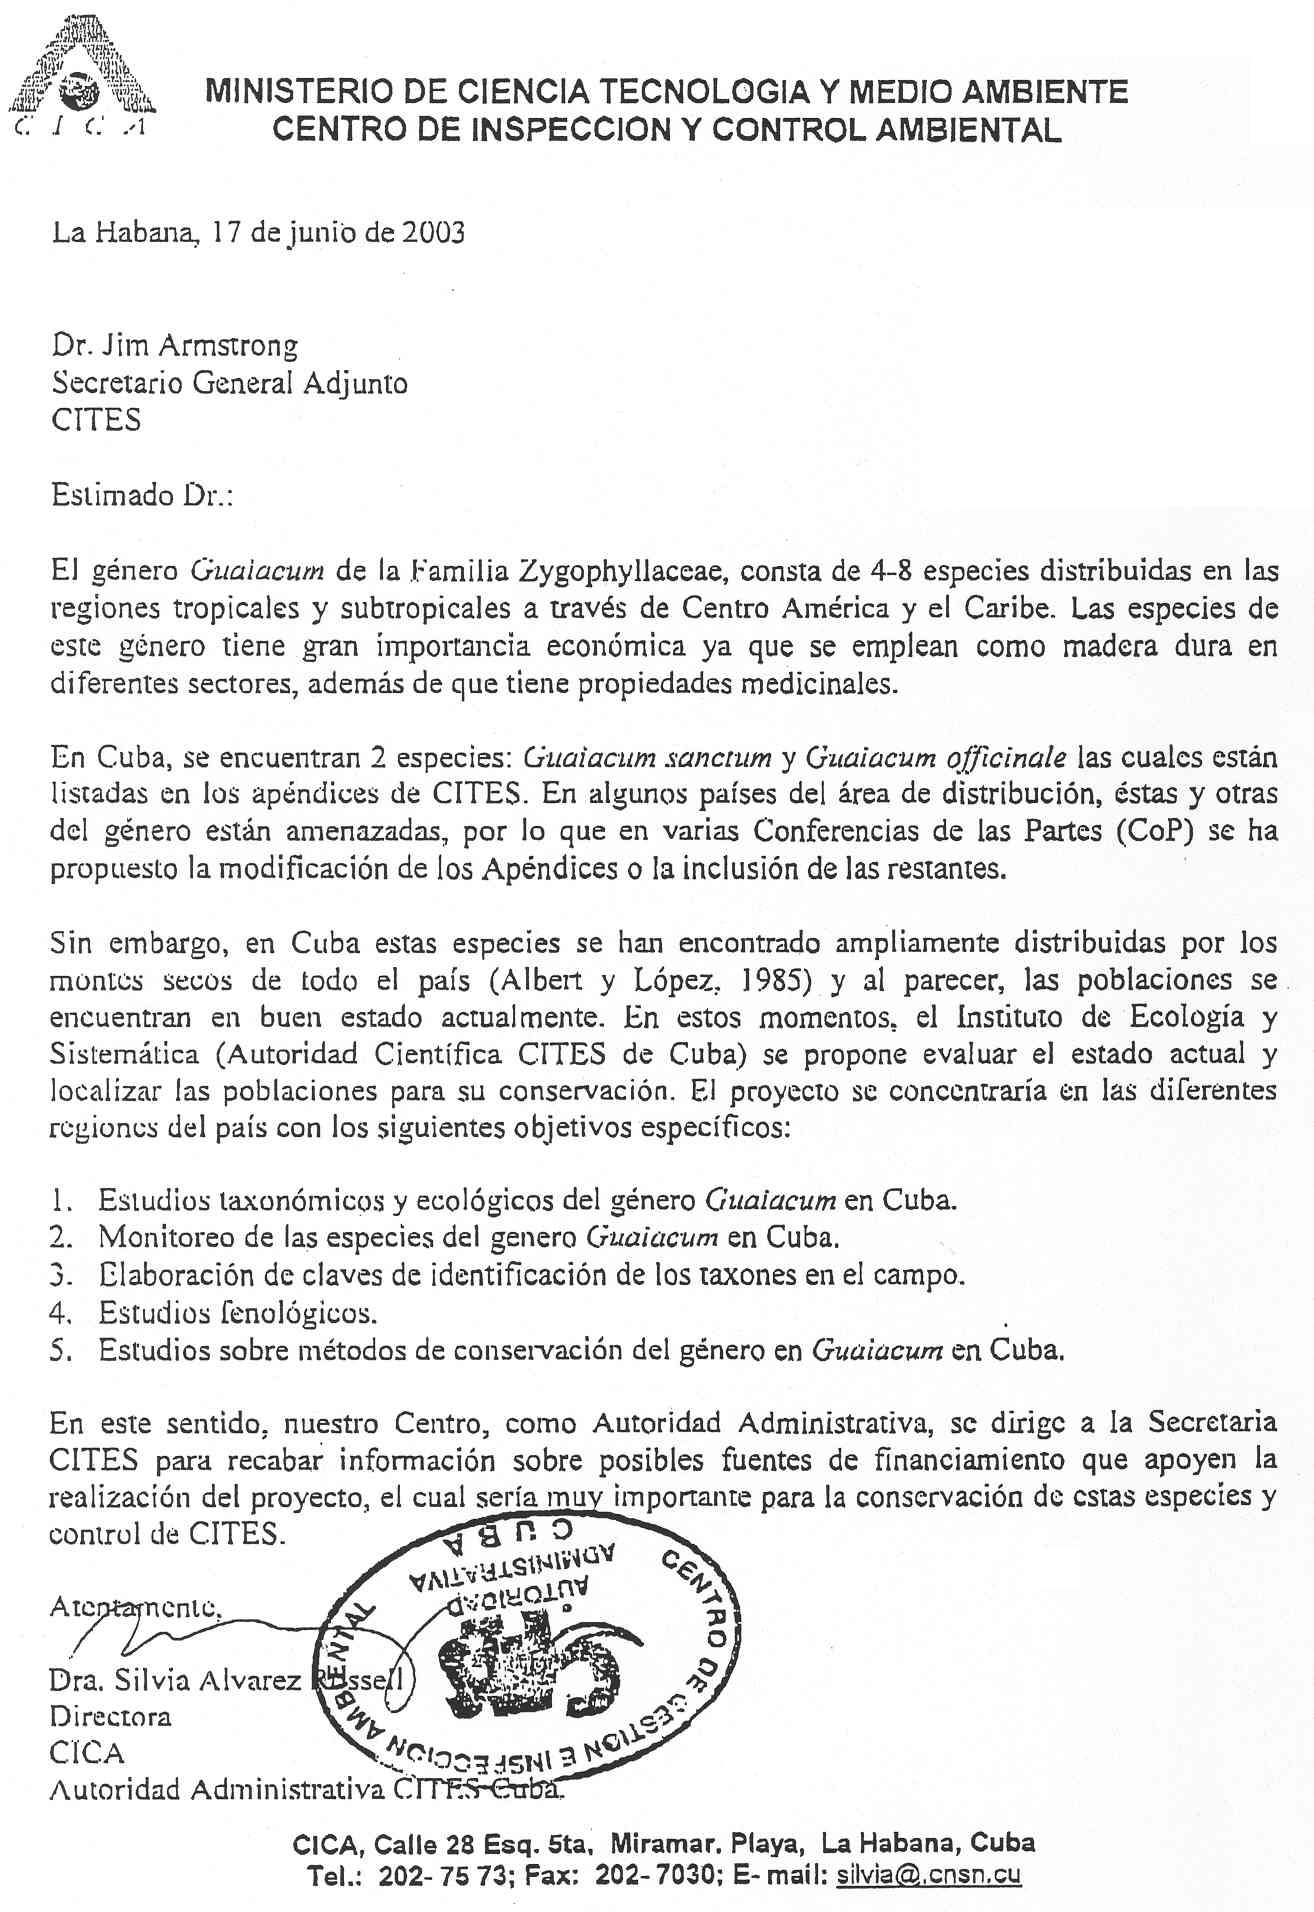 CICA
MINISTERIO DE CIENCIA TECNOLOGIA Y MEDIO AMBIENTE
CENTRO DE INSPECCION Y CONTROL AMBIENTAL
La Habana, 17 de junio de 2003
Dr. Jim Armstrong
Secretario General Adjunto
CITES
Estimado Dr.:
El género Guaiacum de la Familia Zygophyllaceae, consta de 4-8 especies distribuidas en las
regiones tropicales y subtropicales a través de Centro América y el Caribe. Las especies de
este género tiene gran importancia económica ya que se emplean como madera dura en
diferentes sectores, además de que tiene propiedades medicinales.
En Cuba, se encuentran 2 especies: Guaiacum sanctum y Guaiacum officinale las cuales están
listadas en los apéndices de CITES. En algunos países del área de distribución, éstas y otras
del género están amenazadas, por lo que en varias Conferencias de las Partes (CoP) se ha
propuesto la modificación de los Apéndices o la inclusión de las restantes.
Sin embargo, en Cuba estas especies se han encontrado ampliamente distribuidas por los
montes secos de todo el país (Albert y López, 1985) y al parecer, las poblaciones se
encuentran en buen estado actualmente. En estos momentos, el Instituto de Ecología y
Sistemática (Autoridad Científica CITES de Cuba) se propone evaluar el estado actual y
localizar las poblaciones para su conservación. El proyecto se concentraría en las diferentes
regiones del país con los siguientes objetivos específicos:
1. Estudios taxonómicos y ecológicos del género Guaiacum en Cuba.
2. Monitoreo de las especies del genero Guaiacum en Cuba.
3. Elaboración de claves de identificación de los taxones en el campo.
4. Estudios fenológicos.
5. Estudios sobre métodos de conservación del género en Guaiacum en Cuba.
En este sentido, nuestro Centro, como Autoridad Administrativa, se dirige a la Secretaria
CITES para recabar información sobre posibles fuentes de financiamiento que apoyen la
realización del proyecto, el cual sería muy importante para la conservación de estas especies y
control de CITES.
Atentamente,
Dra. Silvia Alvarez Russell
Directora
CICA
Autoridad Administrativa CITES Cuba.
CENTRO DE GESTION E INSPECCION AMBIENTAL
AUTORIDAD
ADMINISTRATIVA
CUBA
CICA, Calle 28 Esq. 5ta, Miramar. Playa, La Habana, Cuba
Tel.: 202- 75 73; Fax: 202- 7030; E- mail: silvia@.cnsn.cu